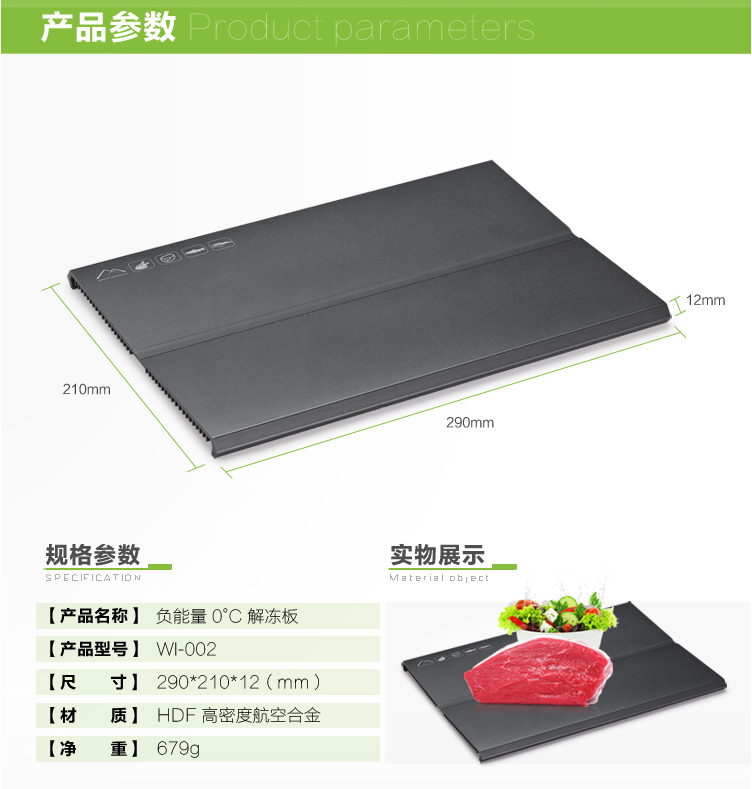 产品参数 Product parameters
12mm
210mm
290mm
规格参数
SPECIFICATION
实物展示
Material object
【产品名称】 负能量 0°C 解冻板
【产品型号】 WI-002
【尺 寸】 290*210*12（mm）
【材 质】 HDF 高密度航空合金
【净 重】 679g